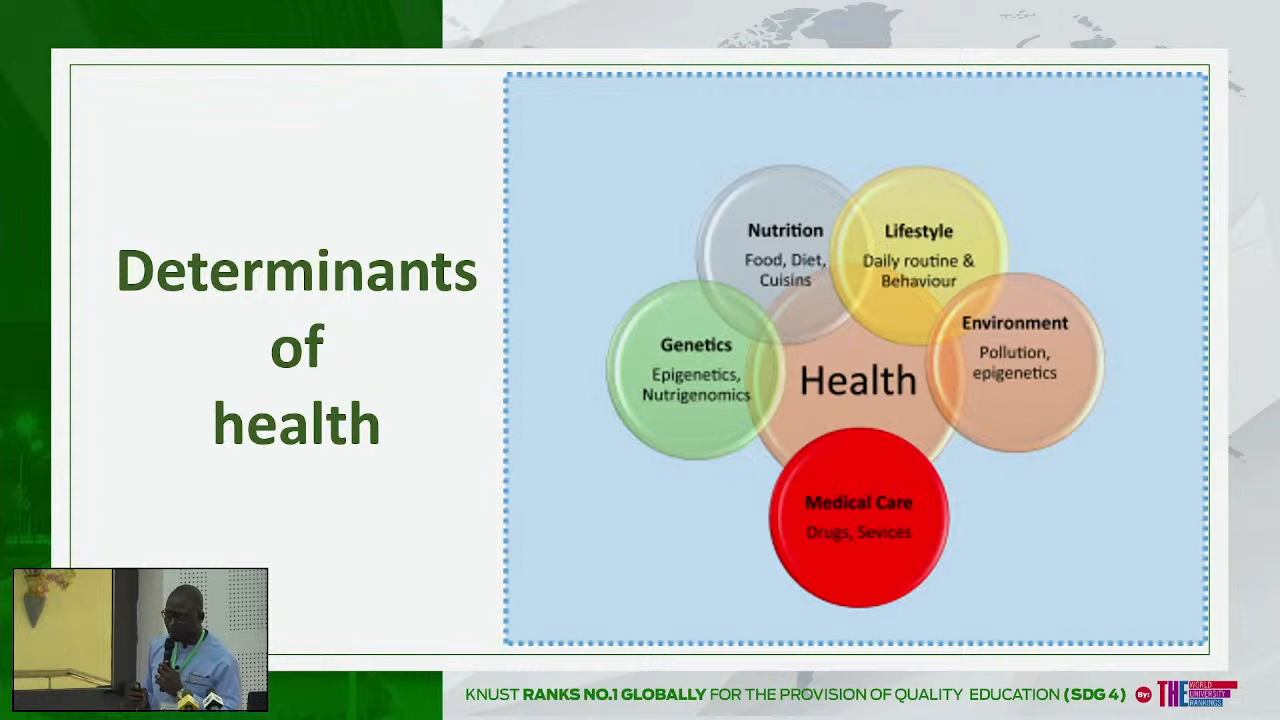 Determinants
of
health
Nutrition
Food, Diet,
Cuisins
Lifestyle
Daily routine &
Behaviour
Genetics
Epigenetics,
Nutrigenomics
Health
Environment
Pollution,
epigenetics
Medical Care
Drugs, Sevices
KNUST RANKS NO.1 GLOBALLY FOR THE PROVISION OF QUALITY EDUCATION (SDG 4) By: THE WORLD
UNIVERSITY
RANKINGS